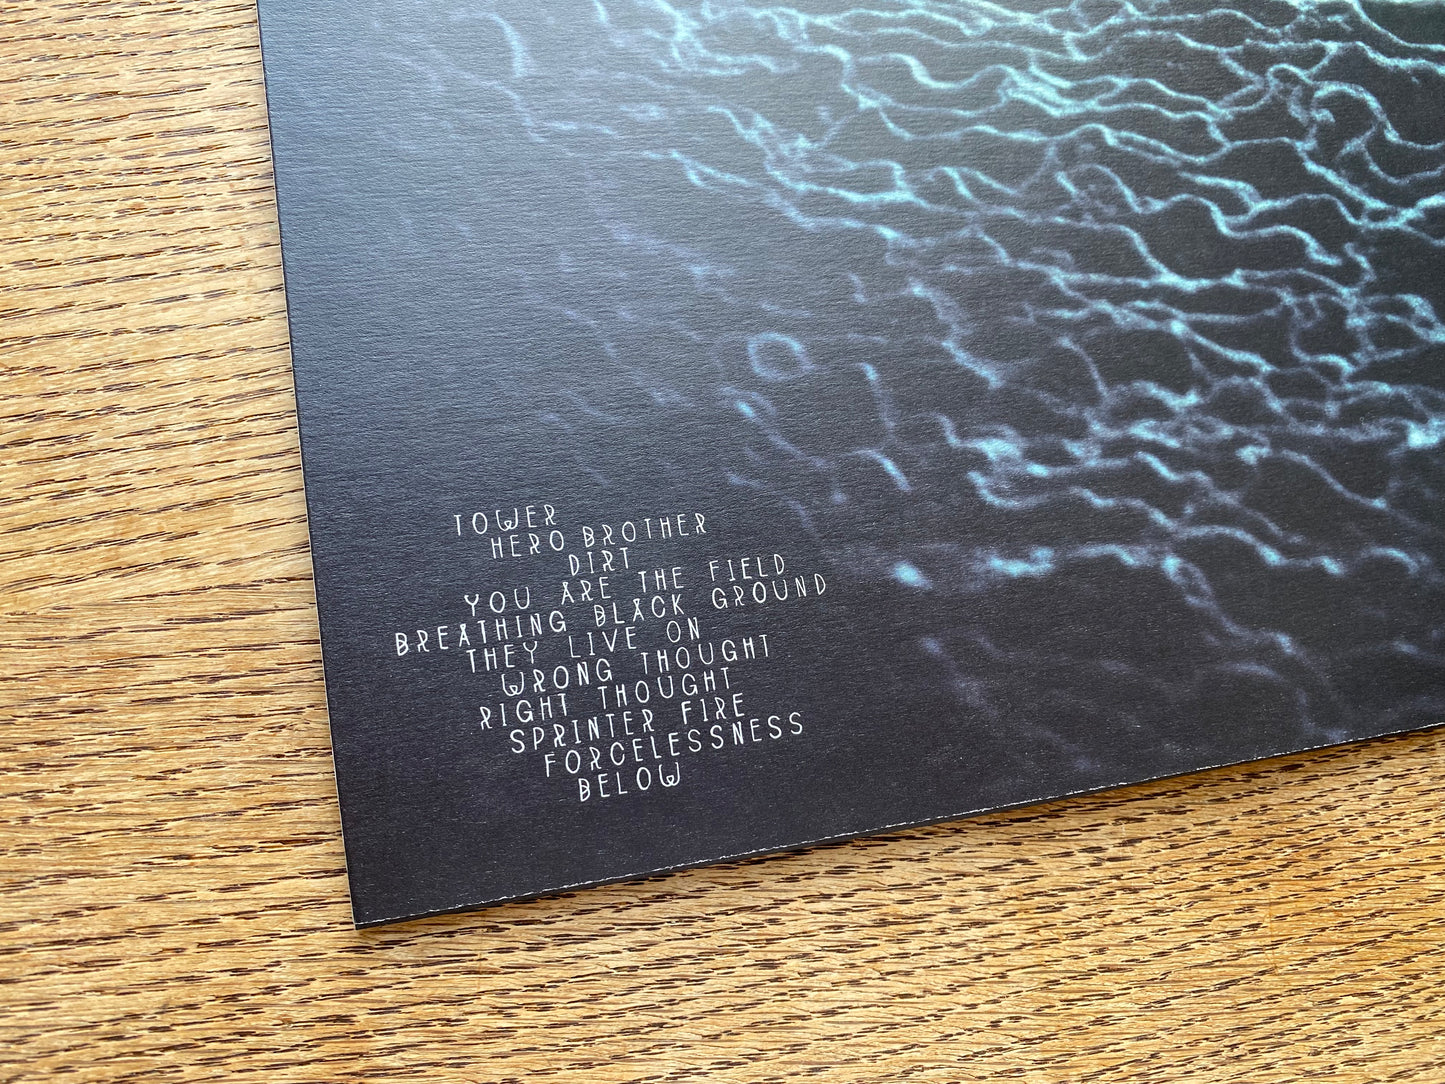 TOWER
HERO BROTHER
DIRT
YOU ARE THE FIELD
BREATHING BLACK GROUND
THEY LIVE ON
WRONG THOUGHT
RIGHT THOUGHT
SPRINTER FIRE
FORCELESSNESS
BELOW